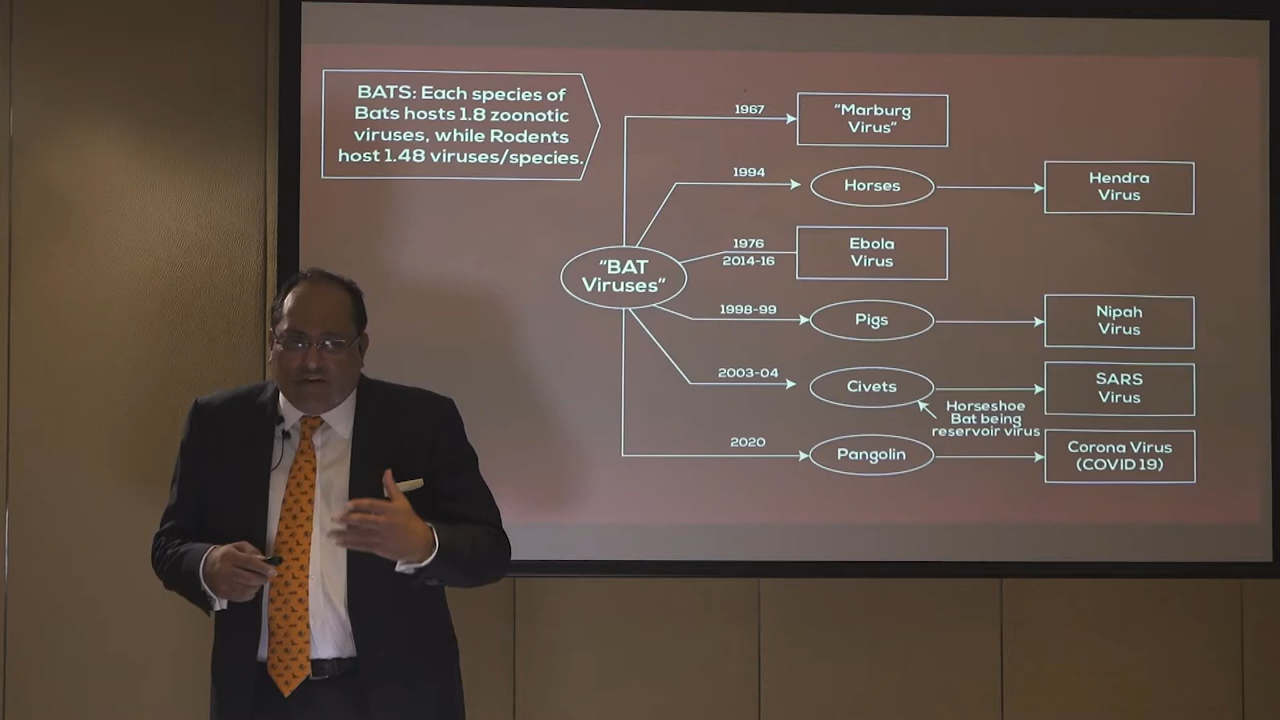 BATS: Each species of
Bats hosts 1.8 zoonotic
viruses, while Rodents
host 1.48 viruses/species.
"BAT
Viruses"
1967
"Marburg
Virus"
1994
Horses
Hendra
Virus
1976
2014-16
Ebola
Virus
1998-99
Pigs
Nipah
Virus
2003-04
Civets
SARS
Virus
Horseshoe
Bat being
reservoir virus
2020
Pangolin
Corona Virus
(COVID 19)